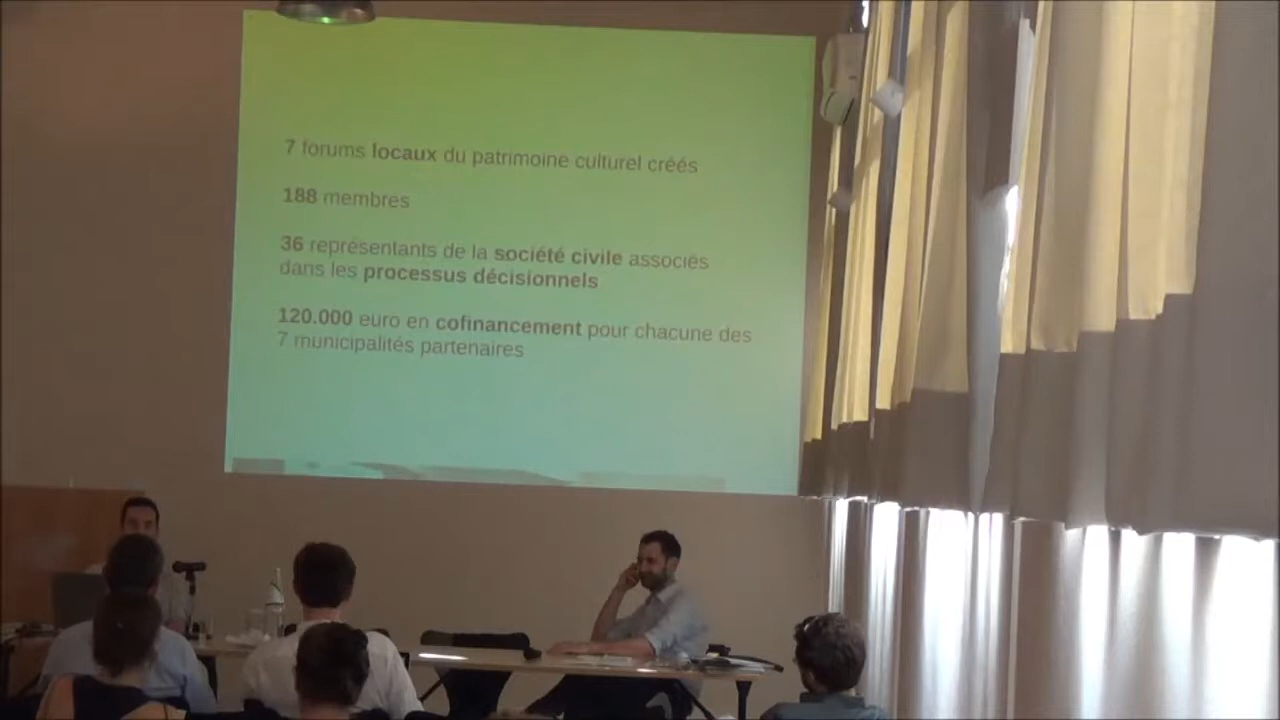 7 forums locaux du patrimoine culturel créés
188 membres
36 représentants de la société civile associés
dans les processus décisionnels
120.000 euro en cofinancement pour chacune des
7 municipalités partenaires